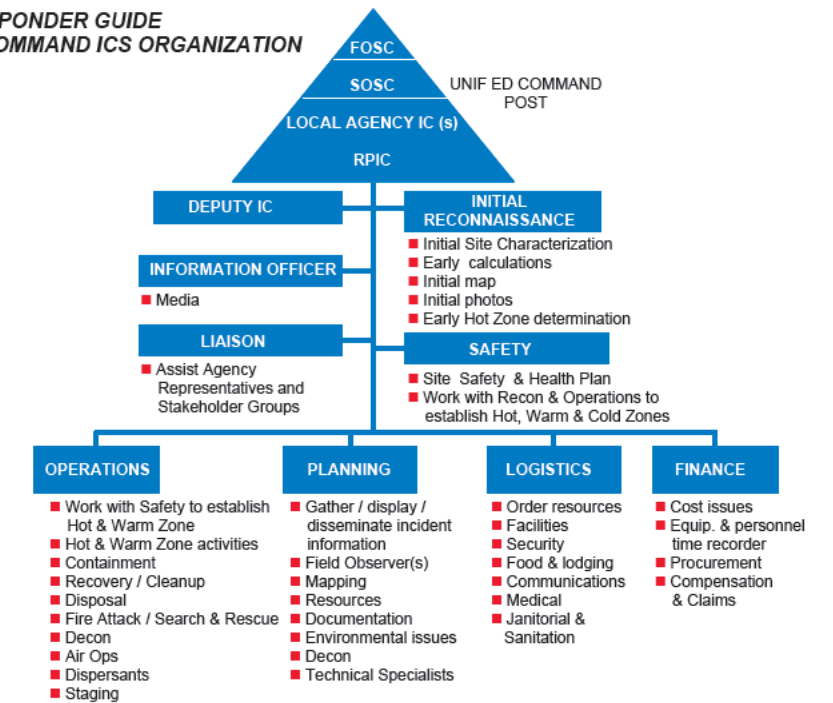 PONDER GUIDE
OMMAND ICS ORGANIZATION
FOSC
SOSC
LOCAL AGENCY IC (s)
RPIC
UNIF ED COMMAND
POST
DEPUTY IC
INITIAL
RECONNAISSANCE
Initial Site Characterization
Early calculations
Initial map
Initial photos
Early Hot Zone determination
INFORMATION OFFICER
Media
LIAISON
Assist Agency
Representatives and
Stakeholder Groups
SAFETY
Site Safety & Health Plan
Work with Recon & Operations to
establish Hot, Warm & Cold Zones
OPERATIONS
Work with Safety to establish
Hot & Warm Zone
Hot & Warm Zone activities
Containment
Recovery / Cleanup
Disposal
Fire Attack / Search & Rescue
Decon
Air Ops
Dispersants
Staging
PLANNING
Gather / display /
disseminate incident
information
Field Observer(s)
Mapping
Resources
Documentation
Environmental issues
Decon
Technical Specialists
LOGISTICS
Order resources
Facilities
Security
Food & lodging
Communications
Medical
Janitorial &
Sanitation
FINANCE
Cost issues
Equip. & personnel
time recorder
Procurement
Compensation
& Claims